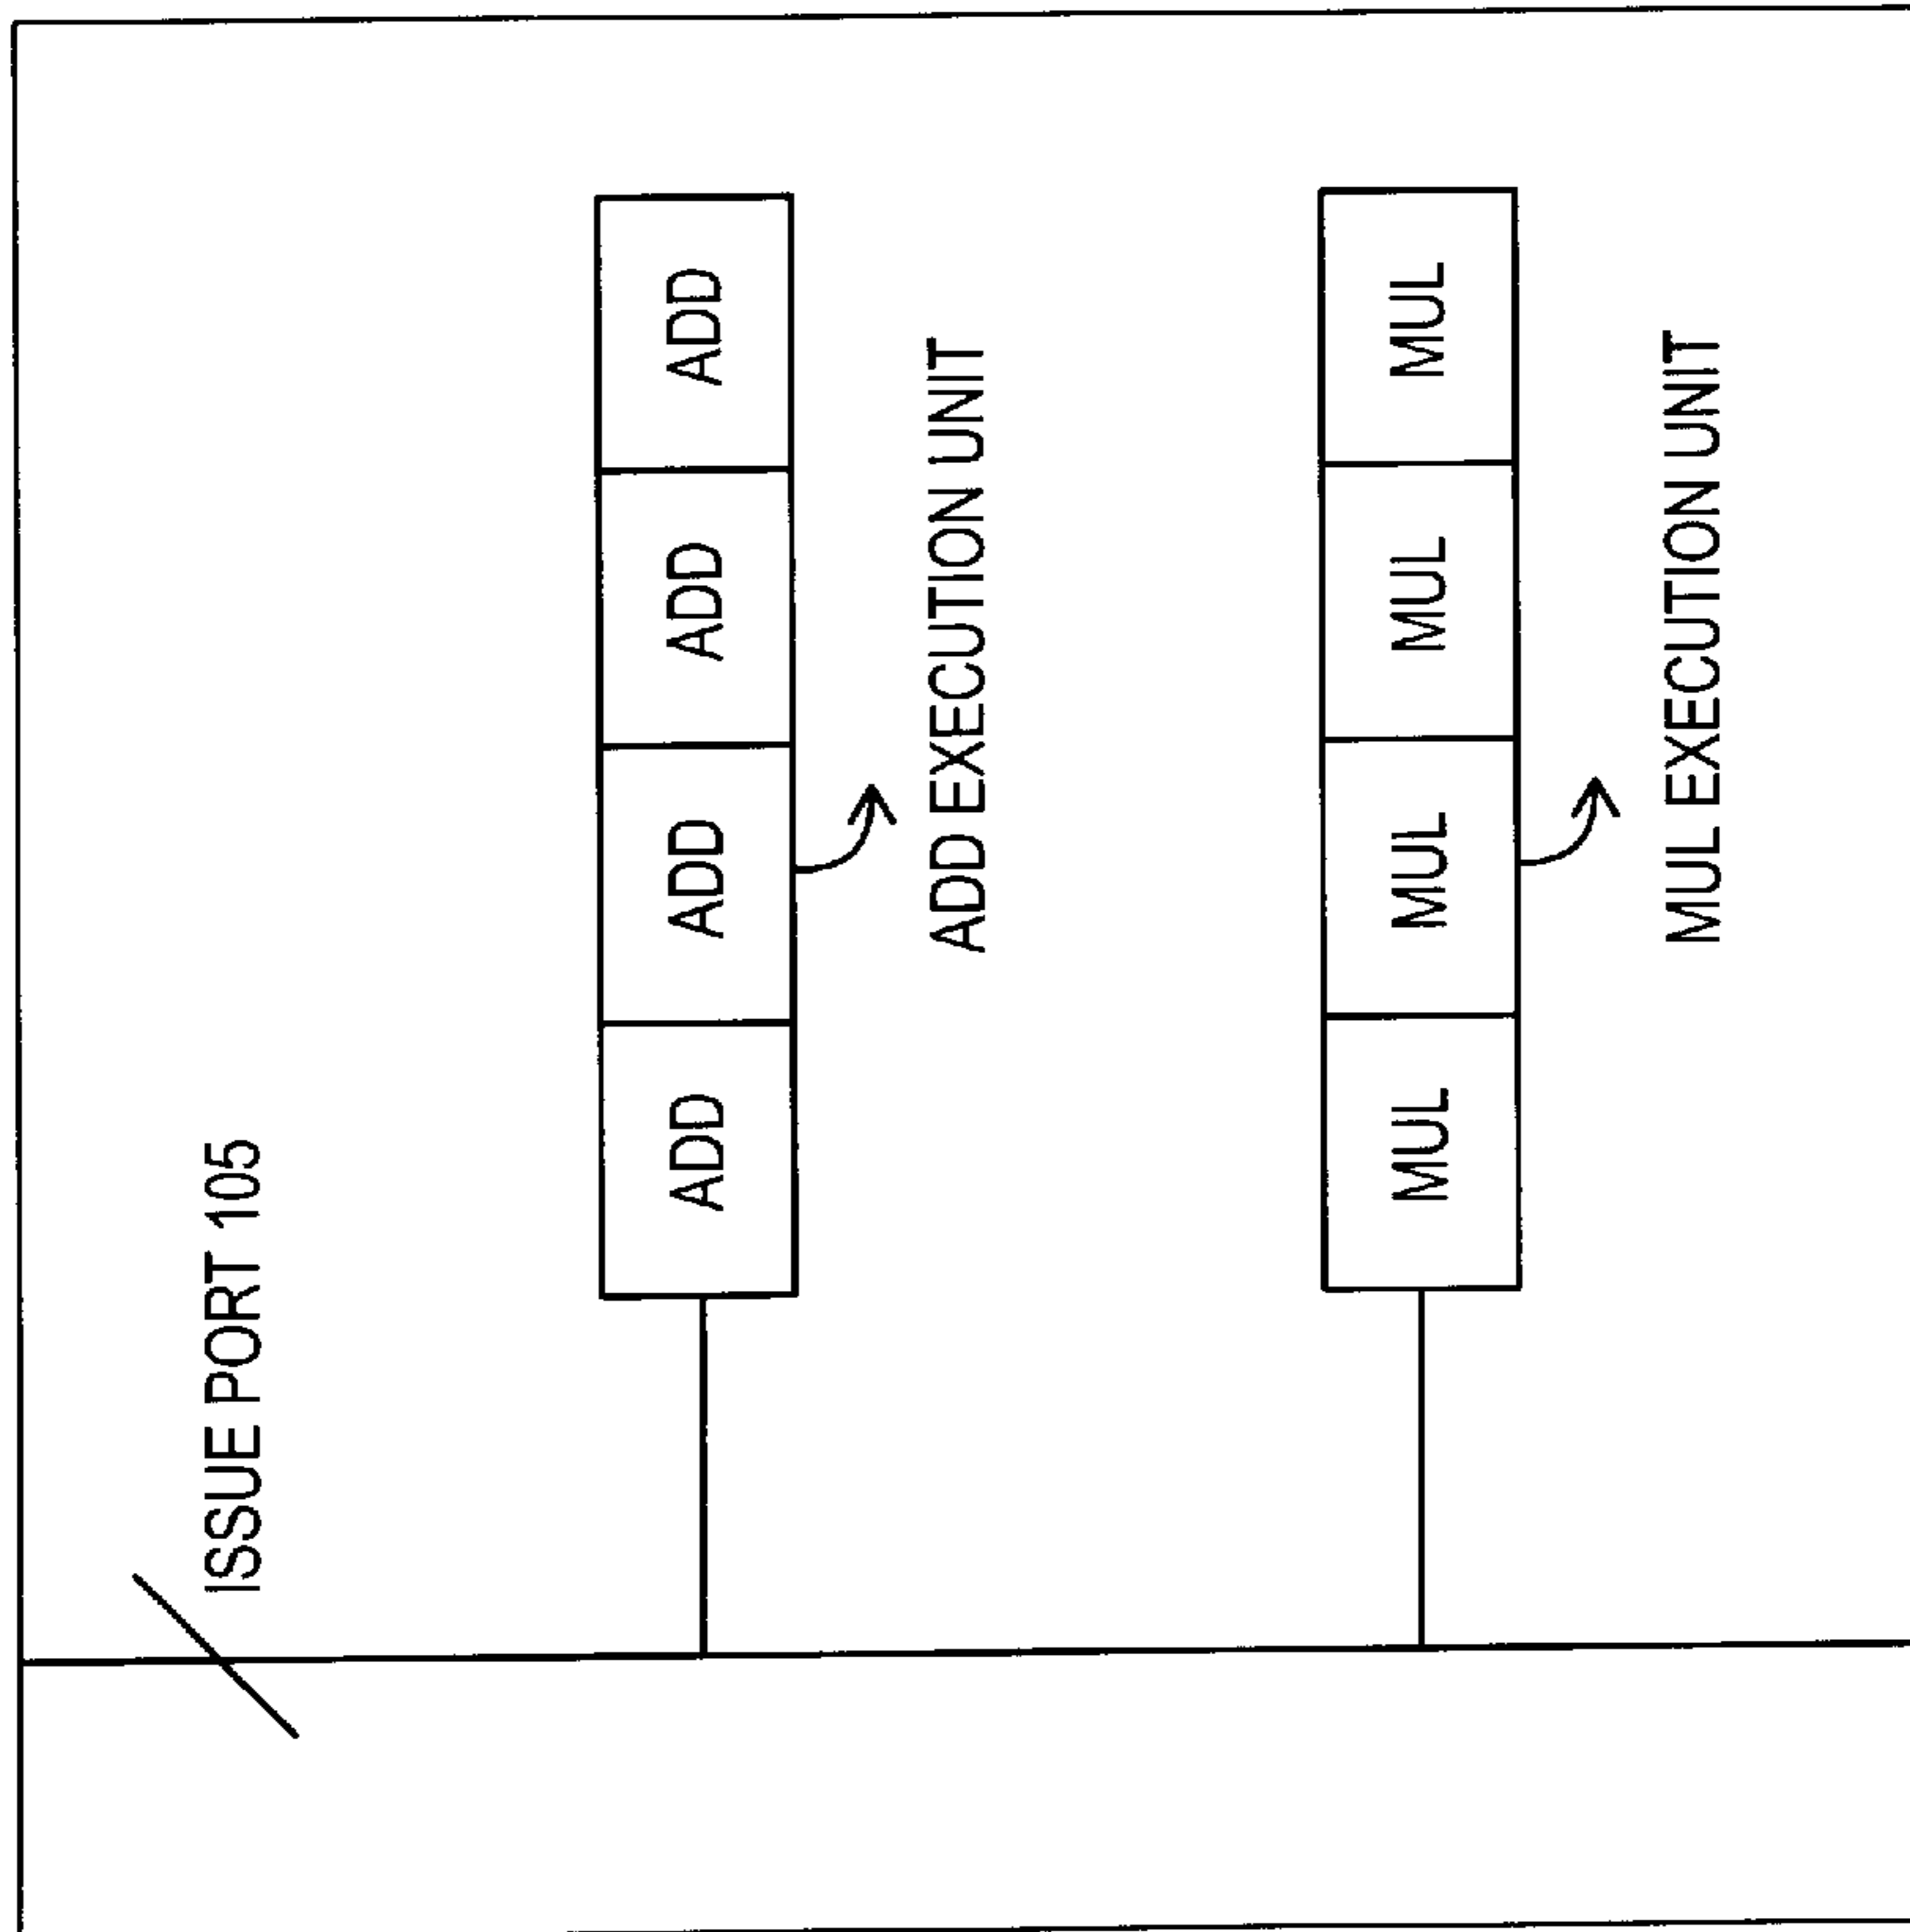 ISSUE PORT 105
ADD
ADD
ADD
ADD
ADD EXECUTION UNIT
MUL
MUL
MUL
MUL
MUL EXECUTION UNIT